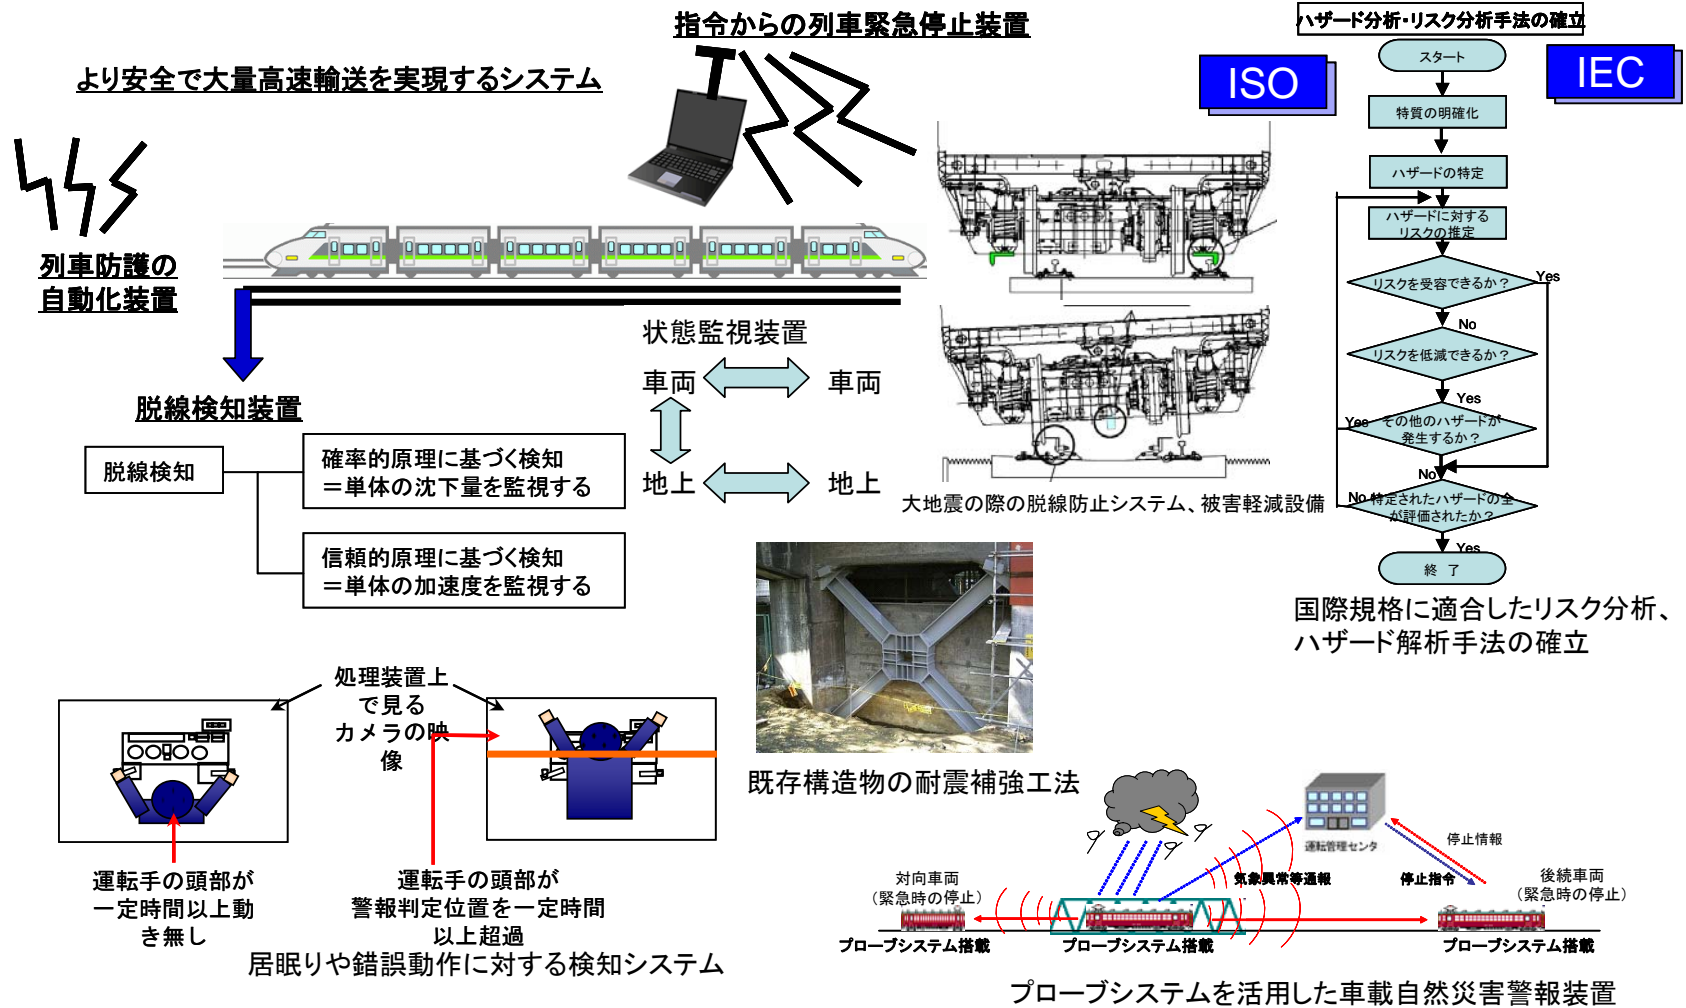 指令からの列車緊急停止装置
より安全で大量高速輸送を実現するシステム
列車防護の
自動化装置
脱線検知装置
脱線検知
確率的原理に基づく検知
＝単体の沈下量を監視する
信頼的原理に基づく検知
＝単体の加速度を監視する
状態監視装置
車両
車両
地上
地上
大地震の際の脱線防止システム、被害軽減設備
ハザード分析・リスク分析手法の確立
ISO
IEC
スタート
特質の明確化
ハザードの特定
ハザードに対する
リスクの推定
リスクを受容できるか？
Yes
No
リスクを低減できるか？
Yes
Yes
その他のハザードが
発生するか？
No
No
特定されたハザードの全
が評価されたか？
Yes
終 了
国際規格に適合したリスク分析、
ハザード解析手法の確立
処理装置上
で見る
カメラの映
像
運転手の頭部が
一定時間以上動
き無し
運転手の頭部が
警報判定位置を一定時間
以上超過
居眠りや錯誤動作に対する検知システム
既存構造物の耐震補強工法
運転管理センタ
停止情報
気象異常等通報
停止指令
対向車両
（緊急時の停止）
後続車両
（緊急時の停止）
プローブシステム搭載
プローブシステム搭載
プローブシステム搭載
プローブシステムを活用した車載自然災害警報装置